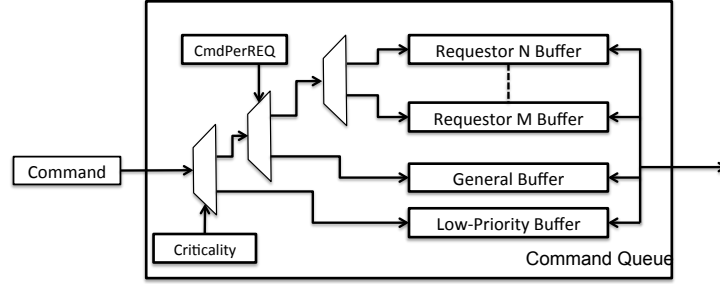 CmdPerREQ
Requestor N Buffer
Requestor M Buffer
Command
General Buffer
Low-Priority Buffer
Criticality
Command Queue